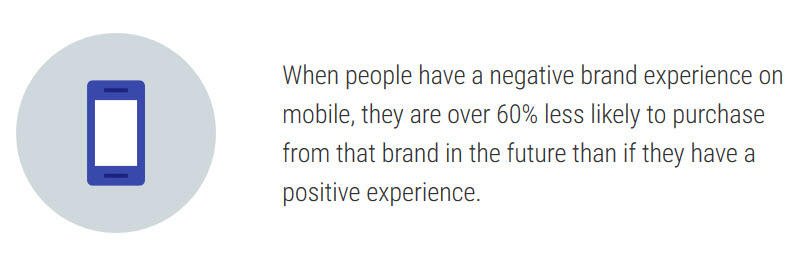 When people have a negative brand experience on
mobile, they are over 60% less likely to purchase
from that brand in the future than if they have a
positive experience.